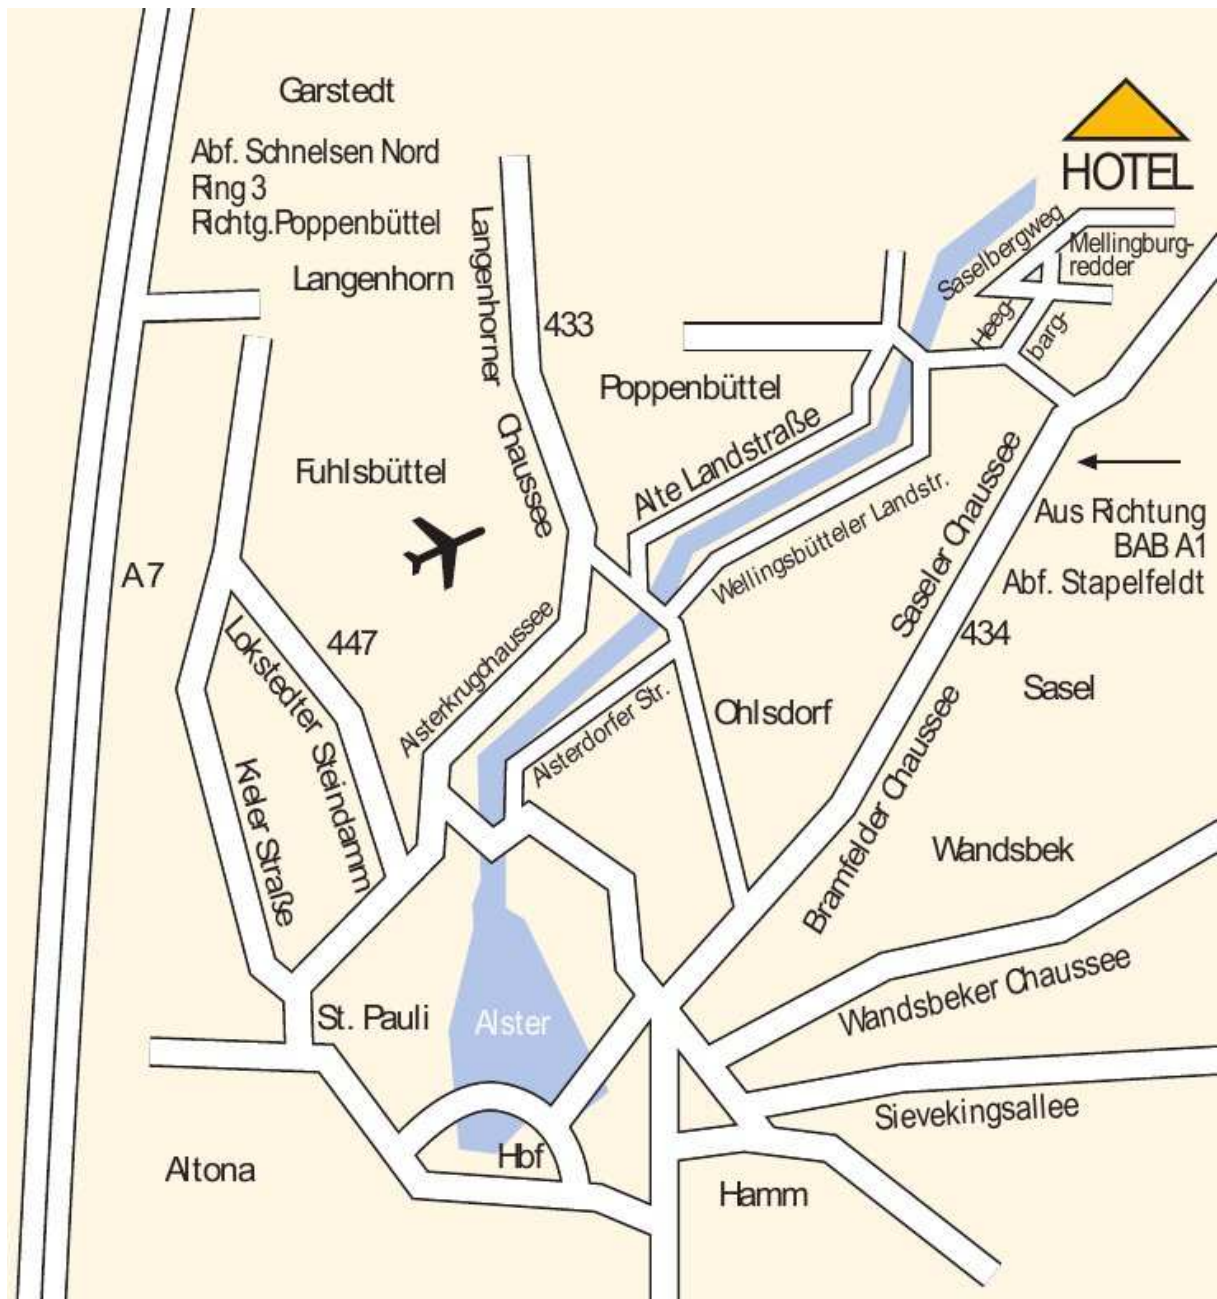 Garstedt
Abf. Schnelsen Nord
Ring 3
Richtg.Poppenbüttel
Langenhorn
HOTEL
Saselbergweg
Mellingburg-
redder
Heeg-
barg-
Langenhorner
Chaussee
433
Poppenbüttel
Alte Landstraße
Fuhlsbüttel
Wellingsbütteler Landstr.
Saseler Chaussee
Aus Richtung
BAB A1
Abf. Stapelfeldt
A7
434
447
Lokstedter
Steindamm
Alsterkrugchaussee
Alsterdorfer Str.
Ohlsdorf
Sasel
Kieler Straße
Bramfelder Chaussee
Wandsbek
Wandsbeker Chaussee
St. Pauli
Alster
Sievekingsallee
Hbf
Altona
Hamm